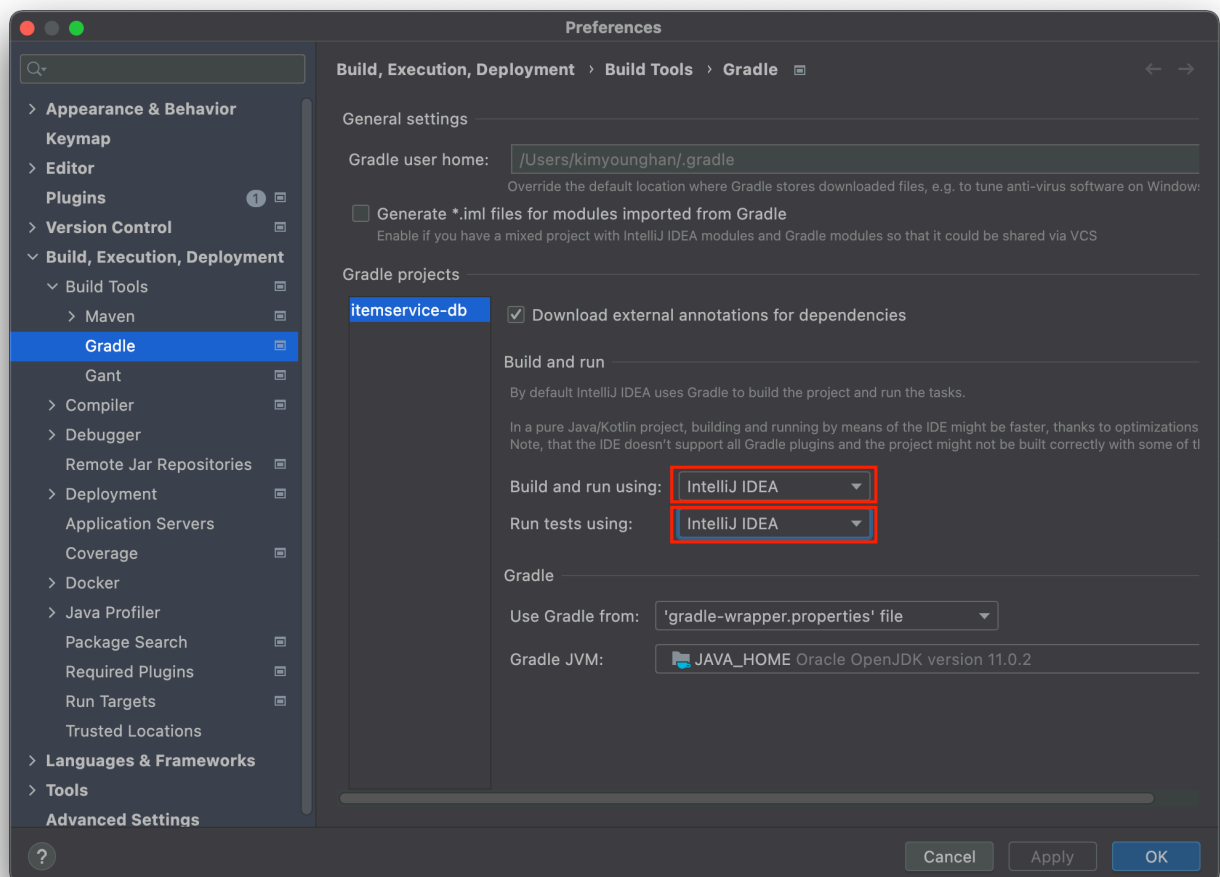 Preferences
Appearance & Behavior
Keymap
Editor
Plugins 1
Version Control
Build, Execution, Deployment
Build Tools
Maven
Gradle
Gant
Compiler
Debugger
Remote Jar Repositories
Deployment
Application Servers
Coverage
Docker
Java Profiler
Package Search
Required Plugins
Run Targets
Trusted Locations
Languages & Frameworks
Tools
Advanced Settings
Build, Execution, Deployment › Build Tools › Gradle
General settings
Gradle user home: /Users/kimyounghan/.gradle
Override the default location where Gradle stores downloaded files, e.g. to tune anti-virus software on Windows
Generate *.iml files for modules imported from Gradle
Enable if you have a mixed project with IntelliJ IDEA modules and Gradle modules so that it could be shared via VCS
Gradle projects
itemservice-db
Download external annotations for dependencies
Build and run
By default IntelliJ IDEA uses Gradle to build the project and run the tasks.
In a pure Java/Kotlin project, building and running by means of the IDE might be faster, thanks to optimizations
Note, that the IDE doesn't support all Gradle plugins and the project might not be built correctly with some of
Build and run using: IntelliJ IDEA
Run tests using: IntelliJ IDEA
Gradle
Use Gradle from: 'gradle-wrapper.properties' file
Gradle JVM: JAVA_HOME Oracle OpenJDK version 11.0.2
? Cancel Apply OK